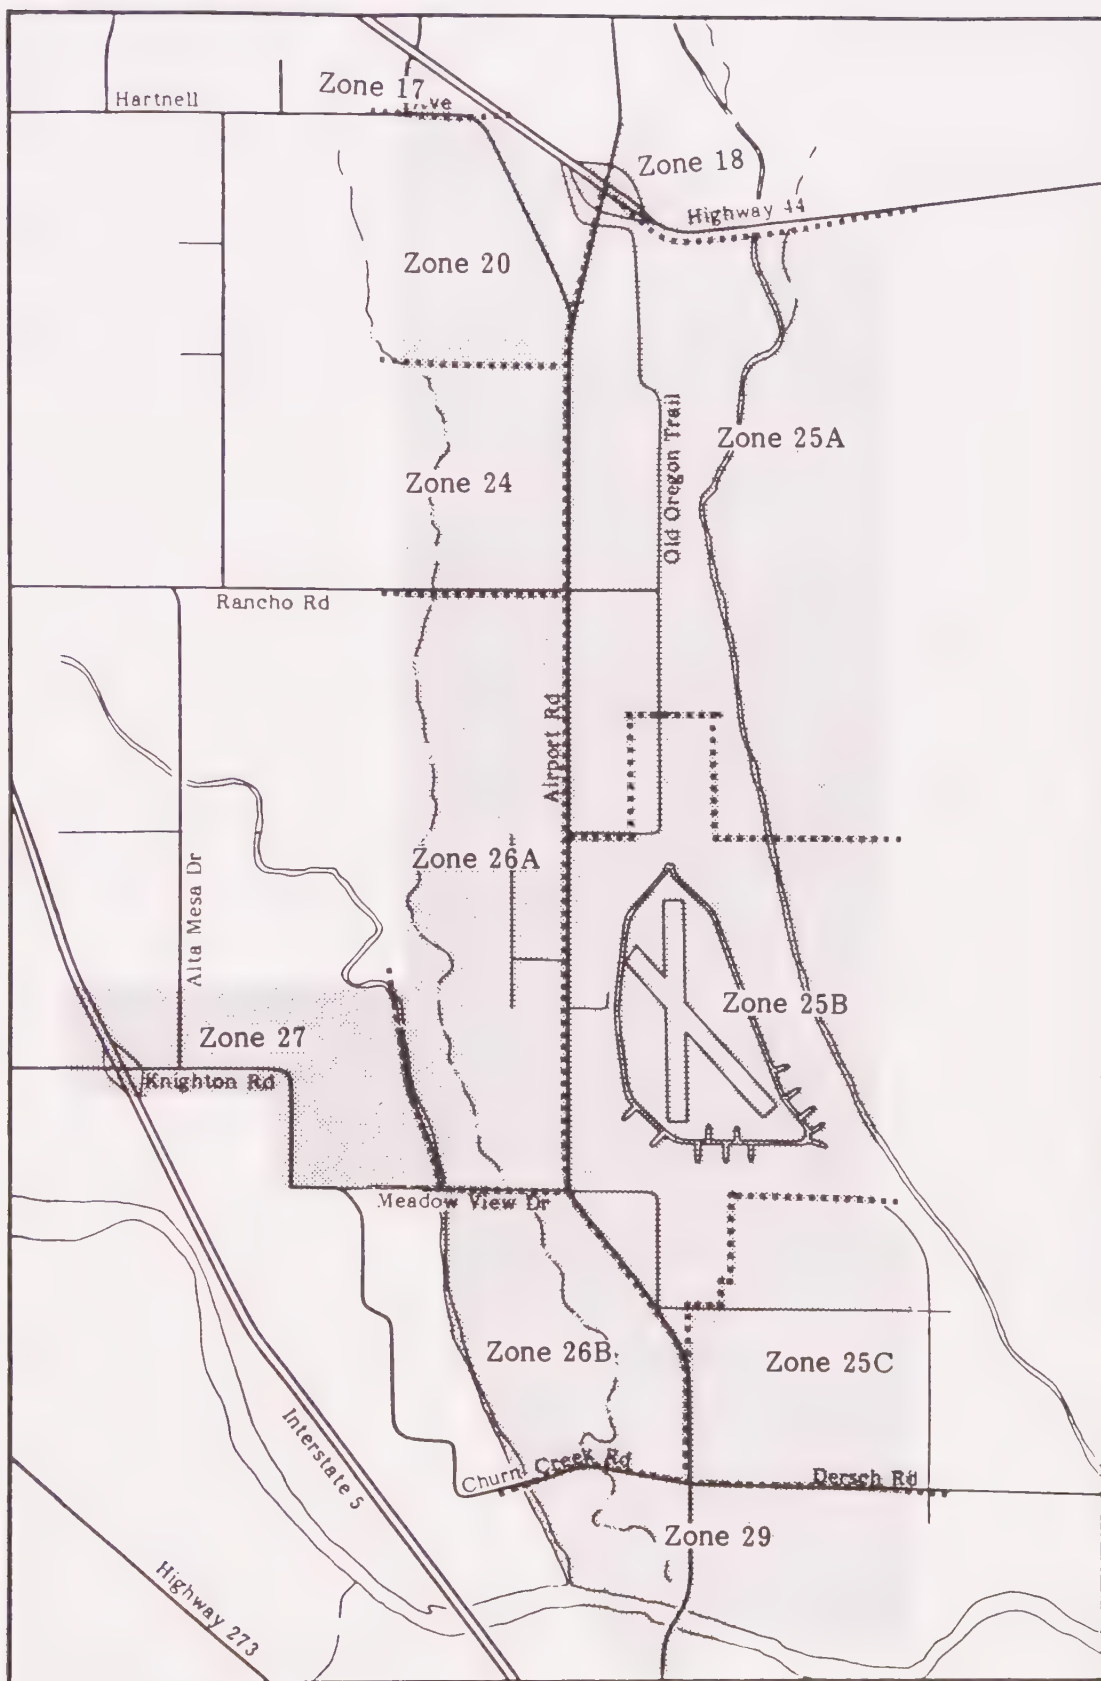 Zone 17
Hartnell
ve
Zone 18
Highway 44
Zone 20
Old Oregon Trail
Zone 25A
Zone 24
Rancho Rd
Airport Rd
Zone 26A
Alta Mesa Dr
Zone 25B
Zone 27
Knighton Rd
Meadow View Dr
Zone 26B
Zone 25C
Interstate 5
Churn Creek Rd
Dersch Rd
Zone 29
Highway 273